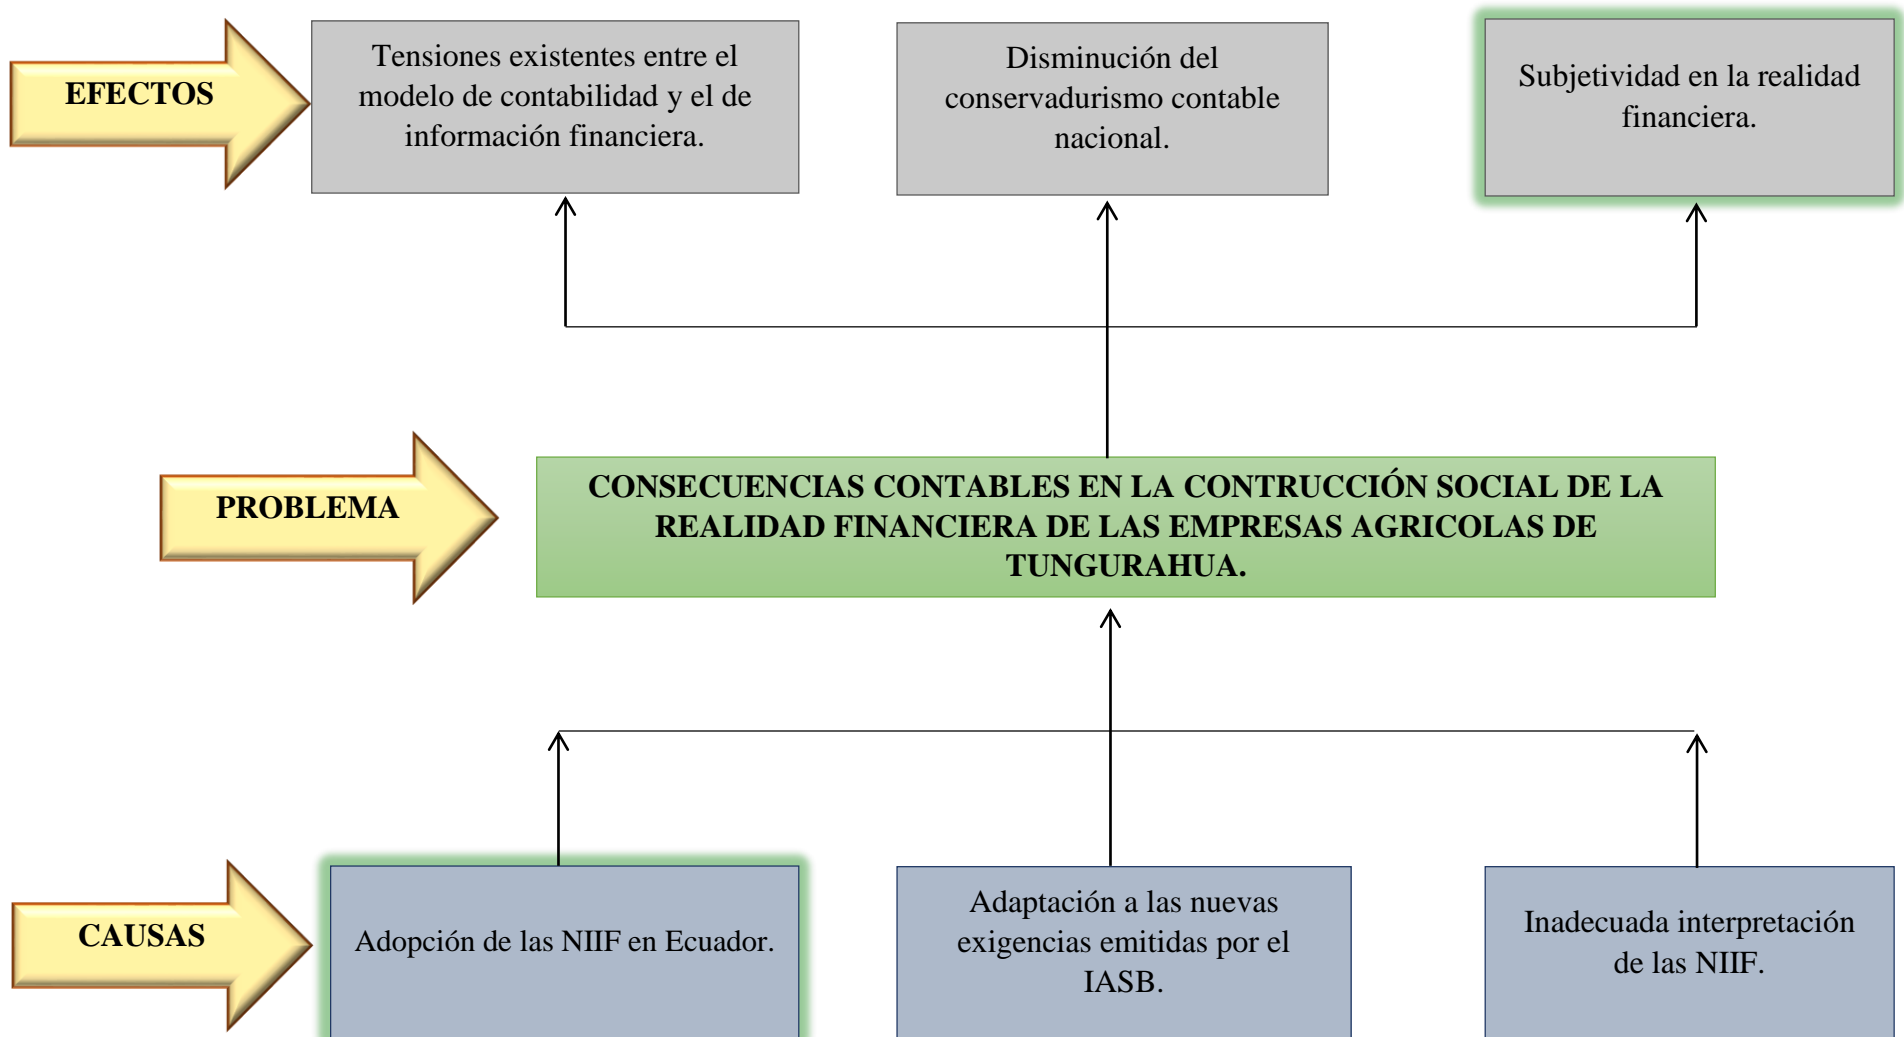 EFECTOS
Tensiones existentes entre el
modelo de contabilidad y el de
información financiera.
Disminución del
conservadurismo contable
nacional.
Subjetividad en la realidad
financiera.
PROBLEMA
CONSECUENCIAS CONTABLES EN LA CONTRUCCIÓN SOCIAL DE LA
REALIDAD FINANCIERA DE LAS EMPRESAS AGRICOLAS DE
TUNGURAHUA.
CAUSAS
Adopción de las NIIF en Ecuador.
Adaptación a las nuevas
exigencias emitidas por el
IASB.
Inadecuada interpretación
de las NIIF.